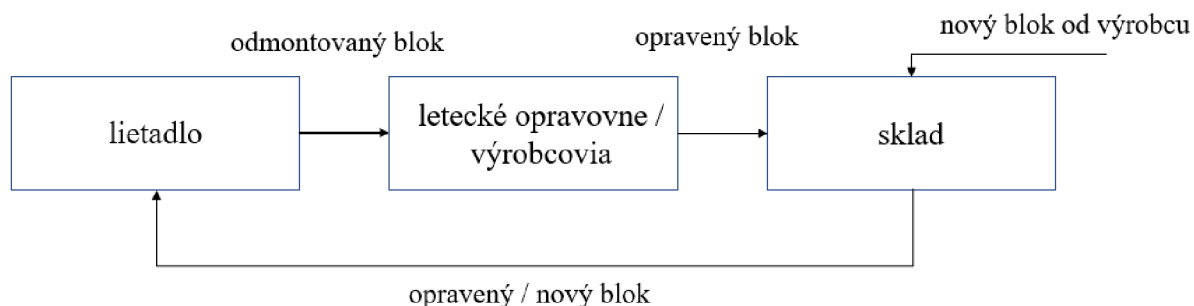 odmontovaný blok
opravený blok
nový blok od výrobcu
lietadlo
letecké opravovne /
výrobcovia
sklad
opravený / nový blok